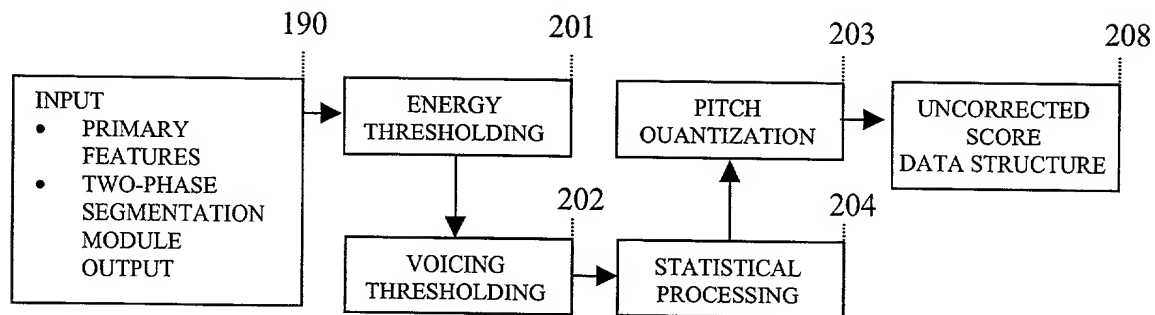 190
201
203
208
INPUT
• PRIMARY
FEATURES
• TWO-PHASE
SEGMENTATION
MODULE
OUTPUT
ENERGY
THRESHOLDING
PITCH
QUANTIZATION
UNCORRECTED
SCORE
DATA STRUCTURE
202
204
VOICING
THRESHOLDING
STATISTICAL
PROCESSING